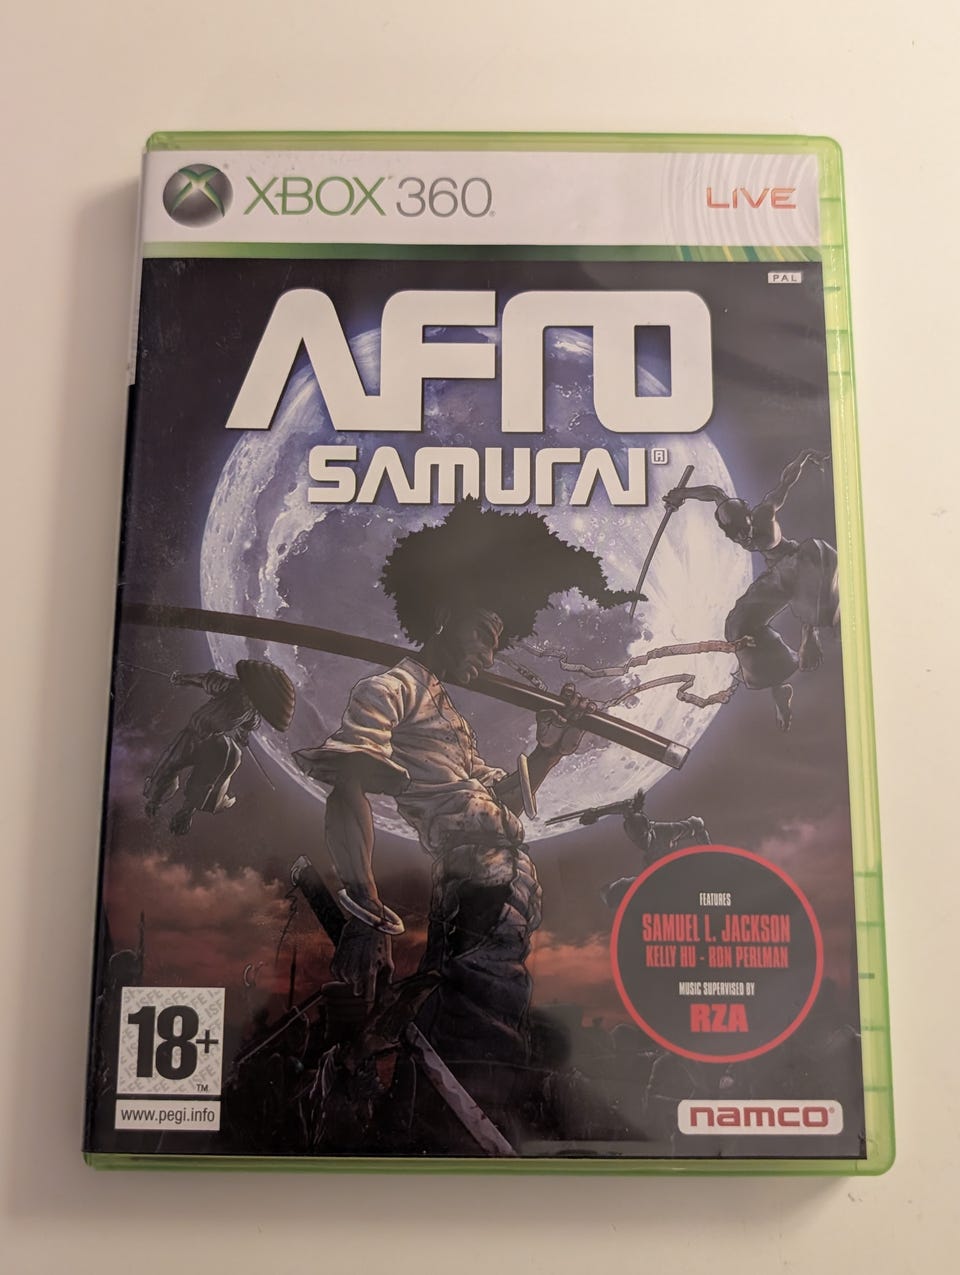 XBOX 360®
LIVE
PAL
AFRO
SAMURAI®
FEATURES
SAMUEL L. JACKSON
KELLY HU - RON PERLMAN
MUSIC SUPERVISED BY
RZA
18+
TM
www.pegi.info
namco®